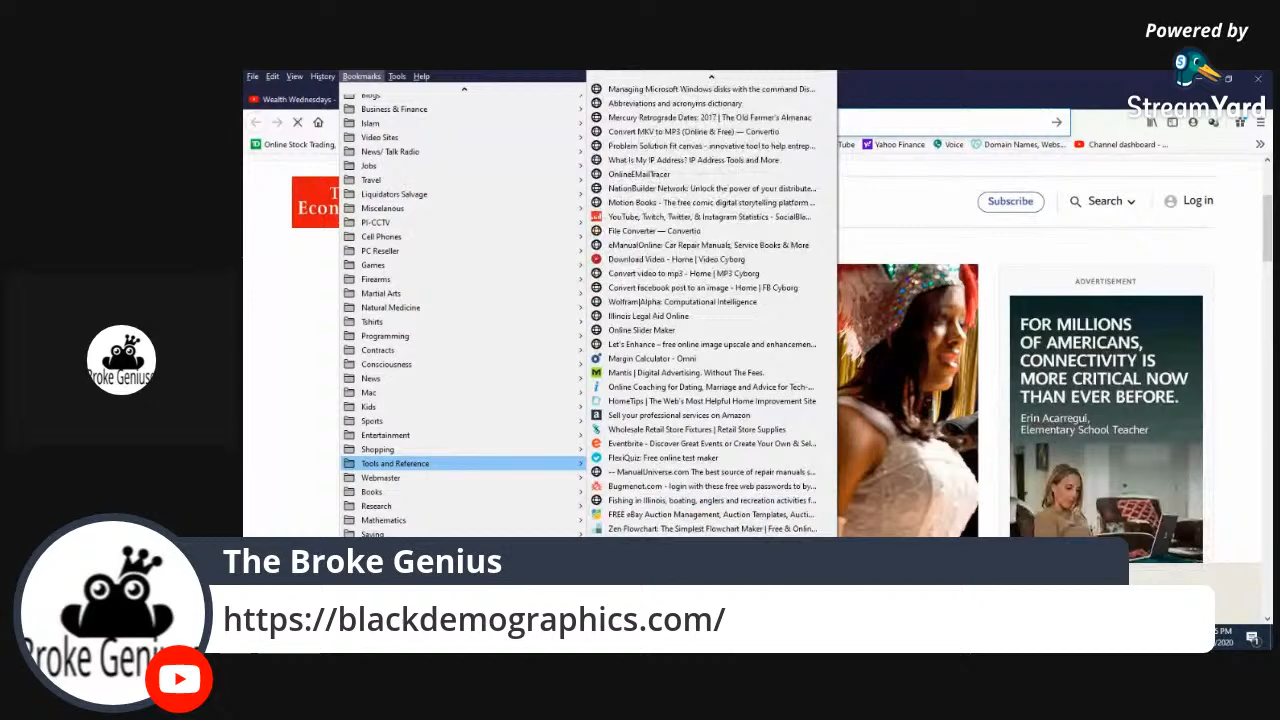 Powered by
StreamYard
File Edit View History Bookmarks Tools Help
Wealth Wednesdays -
Online Stock Trading,
Yahoo Finance
Voice
Domain Names, Webs...
Channel dashboard - ...
Econ
Subscribe
Search
Log in
Blogs
Business & Finance
Islam
Video Sites
News/ Talk Radio
Jobs
Travel
Liquidators Salvage
Miscelanous
PI-CCTV
Cell Phones
PC Reseller
Games
Firearms
Martial Arts
Natural Medicine
Tshirts
Programming
Contracts
Consciousness
News
Mac
Kids
Sports
Entertainment
Shopping
Tools and Reference
Webmaster
Books
Research
Mathematics
Saving
Managing Microsoft Windows disks with the command Dis...
Abbreviations and acronyms dictionary
Mercury Retrograde Dates: 2017 | The Old Farmer's Almanac
Convert MKV to MP3 (Online & Free) — Convertio
Problem Solution fit canvas - innovative tool to help entrep...
What Is My IP Address? IP Address Tools and More
OnlineEMailTracer
NationBuilder Network: Unlock the power of your distribute...
Motion Books - The free comic digital storytelling platform ...
YouTube, Twitch, Twitter, & Instagram Statistics - SocialBla...
File Converter — Convertio
eManualOnline: Car Repair Manuals, Service Books & More
Download Video - Home | Video Cyborg
Convert video to mp3 - Home | MP3 Cyborg
Convert facebook post to an image - Home | FB Cyborg
Wolfram|Alpha: Computational Intelligence
Illinois Legal Aid Online
Online Slider Maker
Let's Enhance – free online image upscale and enhancemen...
Margin Calculator - Omni
Mantis | Digital Advertising. Without The Fees.
Online Coaching for Dating, Marriage and Advice for Tech-...
HomeTips | The Web's Most Helpful Home Improvement Site
Sell your professional services on Amazon
Wholesale Retail Store Fixtures | Retail Store Supplies
Eventbrite - Discover Great Events or Create Your Own & Sel...
FlexiQuiz: Free online test maker
-- ManualUniverse.com The best source of repair manuals s...
Bugmenot.com - login with these free web passwords to by...
Fishing in Illinois, boating, anglers and recreation activities f...
FREE eBay Auction Management, Auction Templates, Aucti...
Zen Flowchart: The Simplest Flowchart Maker | Free & Onlin...
ADVERTISEMENT
FOR MILLIONS
OF AMERICANS,
CONNECTIVITY IS
MORE CRITICAL NOW
THAN EVER BEFORE.
Erin Acarregui,
Elementary School Teacher
Broke Genius
The Broke Genius
https://blackdemographics.com/
Broke Geni
PM
/2020